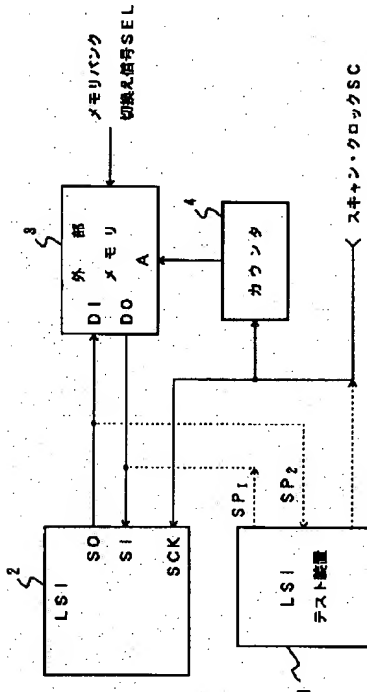 2
LSI
SO
SI
SCK
3
外部
メモリ
DI
DO
A
メモリバンク
切換え信号SEL
4
カウンタ
スキャン・クロックSC
SP1
SP2
LSI
テスト装置
1